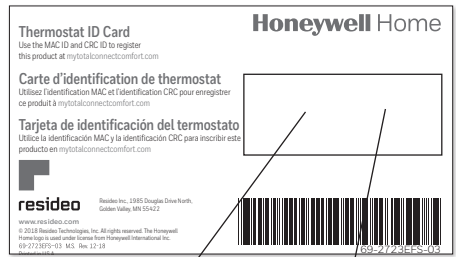 Honeywell Home
Thermostat ID Card
Use the MAC ID and CRC ID to register
this product at mytotalconnectcomfort.com
Carte d'identification de thermostat
Utilisez l'identification MAC et l'identification CRC pour enregistrer
ce produit à mytotalconnectcomfort.com
Tarjeta de identificación del termostato
Utilice la identificación MAC y la identificación CRC para inscribir este
producto en mytotalconnectcomfort.com
resideo
Resideo Inc., 1985 Douglas Drive North,
Golden Valley, MN 55422
www.resideo.com
© 2018 Resideo Technologies, Inc. All rights reserved. The Honeywell
Home logo is used under license from Honeywell International Inc.
69-2723EFS-03 M.S. Rev. 12-18
Printed in U.S.A.
69-2723EFS-03